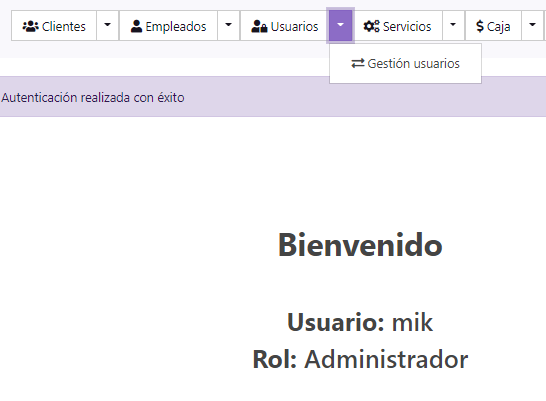 Clientes Empleados Usuarios Servicios $ Caja
Gestión usuarios
Autenticación realizada con éxito
Bienvenido
Usuario: mik
Rol: Administrador